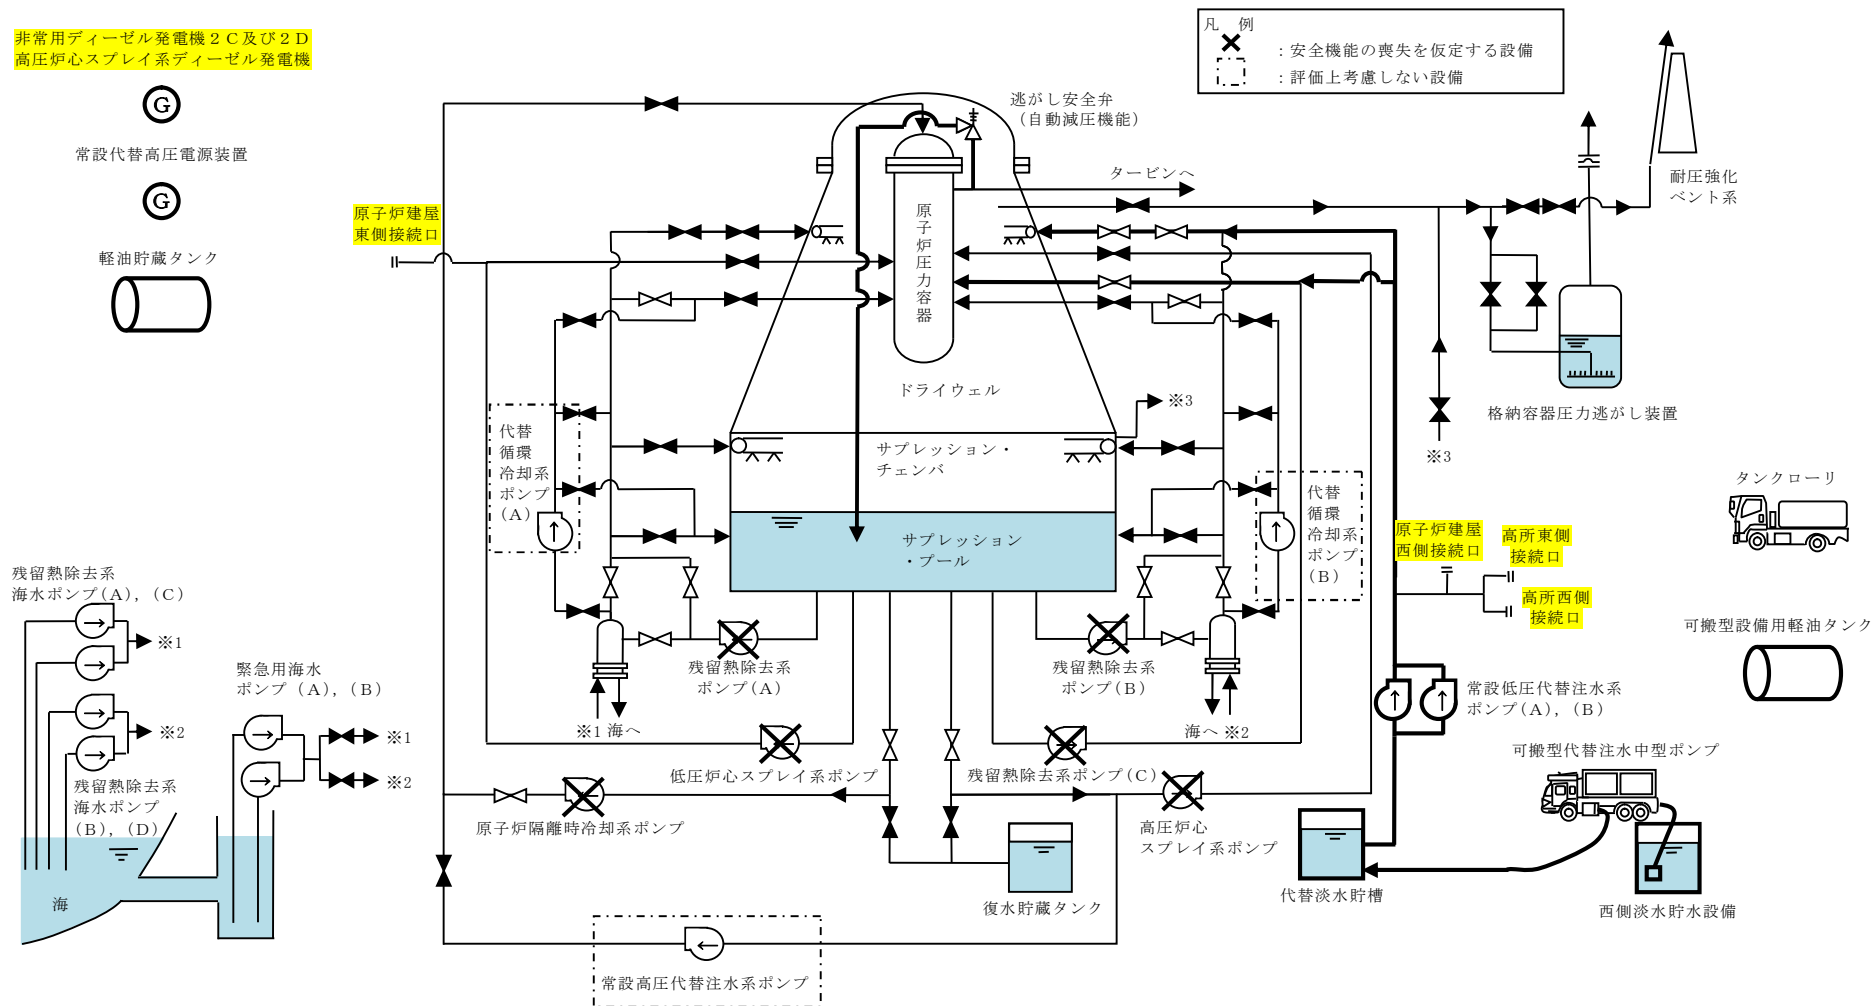 非常用ディーゼル発電機２C及び２D
高圧炉心スプレイ系ディーゼル発電機
G
常設代替高圧電源装置
G
軽油貯蔵タンク
凡　例
：安全機能の喪失を仮定する設備
：評価上考慮しない設備
逃がし安全弁
（自動減圧機能）
タービンへ
耐圧強化
ベント系
原子炉建屋
東側接続口
原子炉圧力容器
ドライウェル
※3
サプレッション・
チェンバ
格納容器圧力逃がし装置
※3
代替
循環
冷却系
ポンプ
(A)
代替
循環
冷却系
ポンプ
(B)
サプレッション
・プール
タンクローリ
原子炉建屋
西側接続口
高所東側
接続口
高所西側
接続口
残留熱除去系
海水ポンプ(A)，(C)
※1
※2
残留熱除去系
海水ポンプ
(B)，(D)
緊急用海水
ポンプ（A)，(B)
※1
※2
海
残留熱除去系
ポンプ(A)
残留熱除去系
ポンプ(B)
※1 海へ
海へ ※2
可搬型設備用軽油タンク
常設低圧代替注水系
ポンプ(A)，(B)
低圧炉心スプレイ系ポンプ
残留熱除去系ポンプ(C)
可搬型代替注水中型ポンプ
原子炉隔離時冷却系ポンプ
高圧炉心
スプレイ系ポンプ
復水貯蔵タンク
代替淡水貯槽
西側淡水貯水設備
常設高圧代替注水系ポンプ